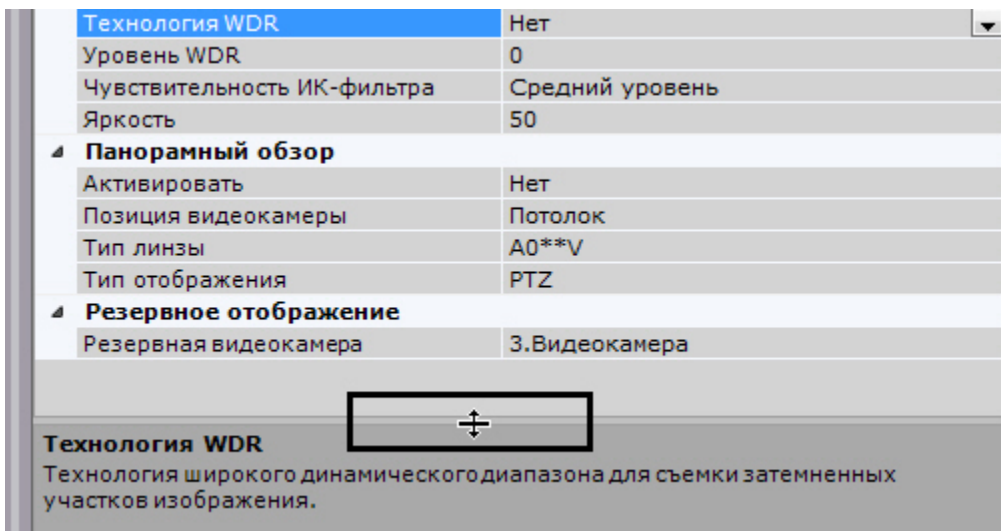 Технология WDR Нет
Уровень WDR 0
Чувствительность ИК-фильтра Средний уровень
Яркость 50
Панорамный обзор
Активировать Нет
Позиция видеокамеры Потолок
Тип линзы A0**V
Тип отображения PTZ
Резервное отображение
Резервная видеокамера 3.Видеокамера
Технология WDR
Технология широкого динамического диапазона для съемки затемненных
участков изображения.